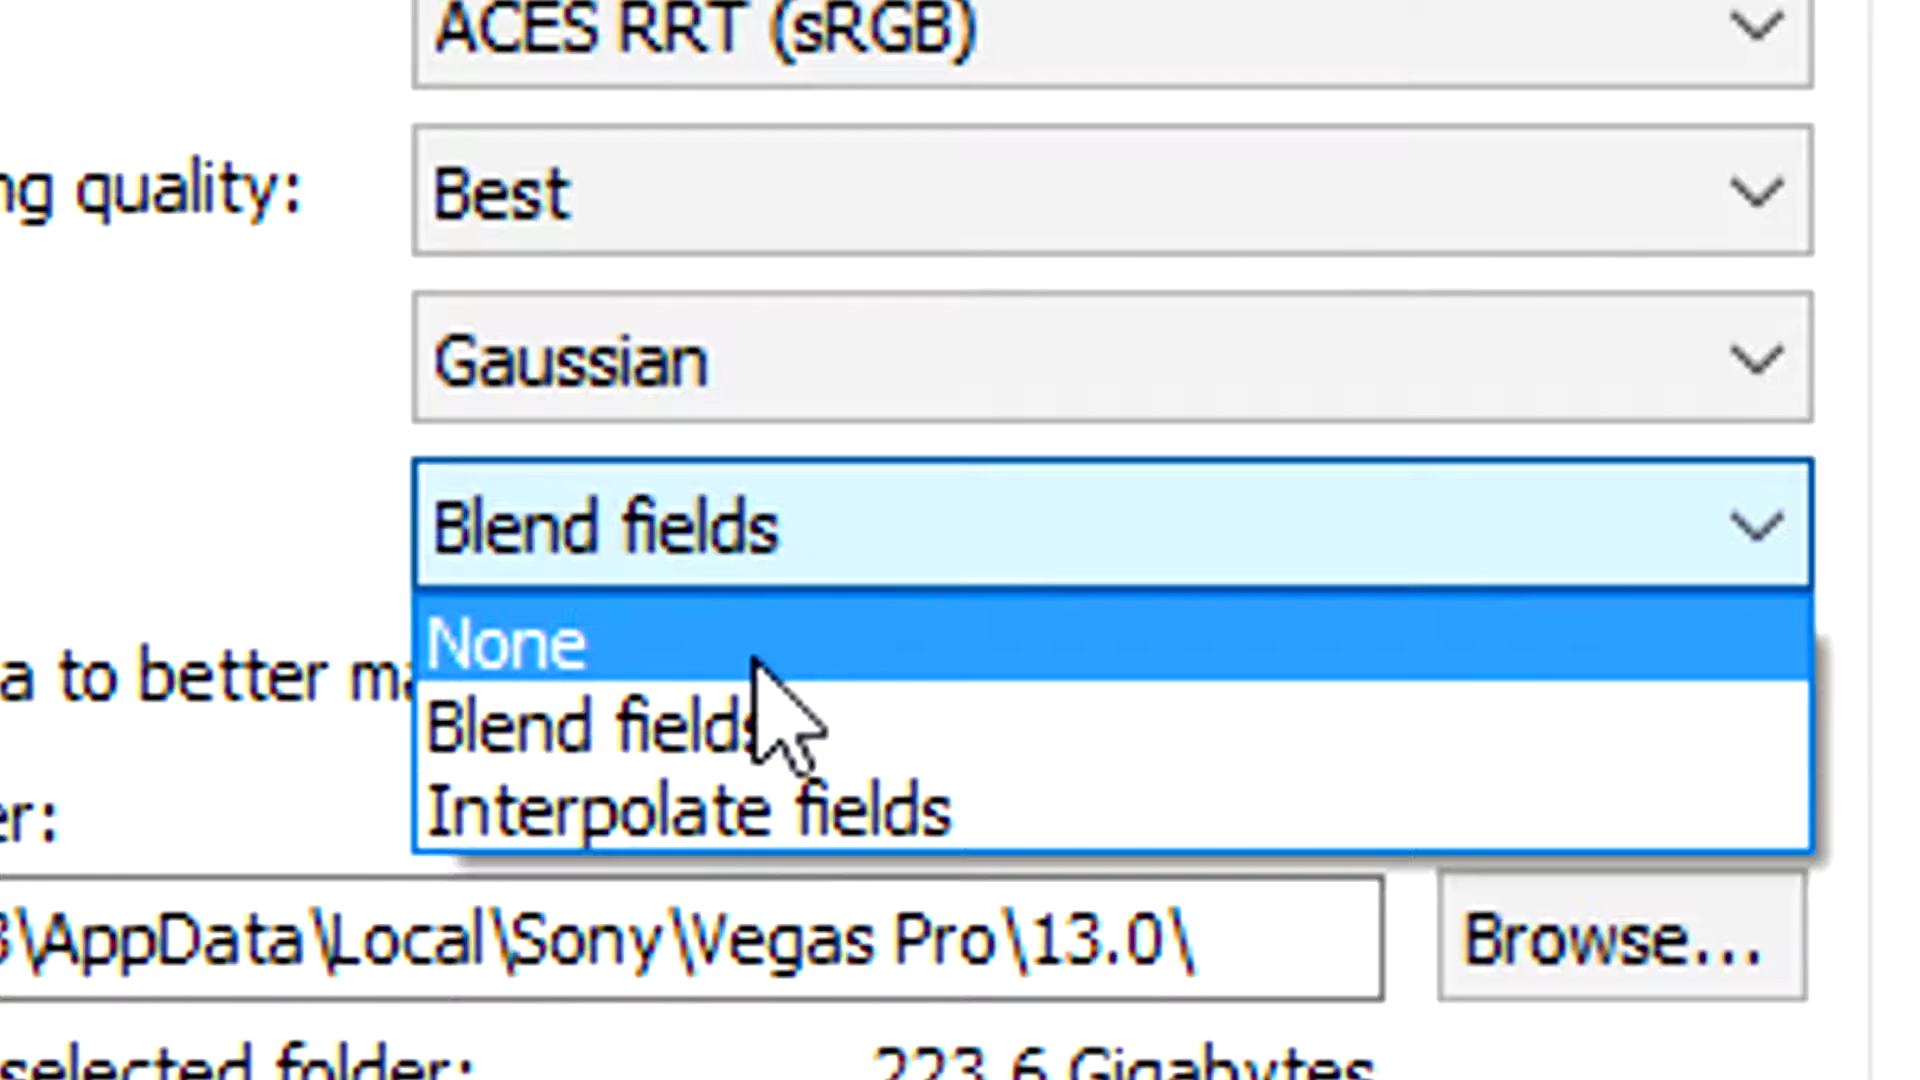 ACES RRT (sRGB)
ng quality: Best
Gaussian
Blend fields
None
a to better
Blend fields
Interpolate fields
er:
\AppData\Local\Sony\Vegas Pro\13.0\ Browse...
selected folder: 223.6 Gigabytes